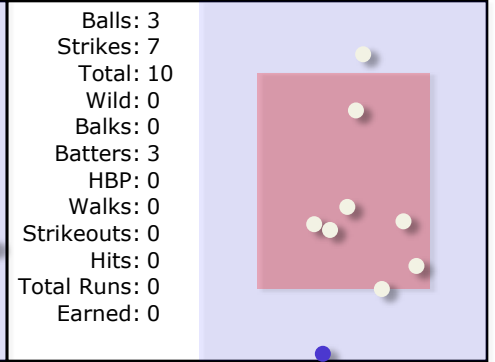 Balls: 3
Strikes: 7
Total: 10
Wild: 0
Balks: 0
Batters: 3
HBP: 0
Walks: 0
Strikeouts: 0
Hits: 0
Total Runs: 0
Earned: 0